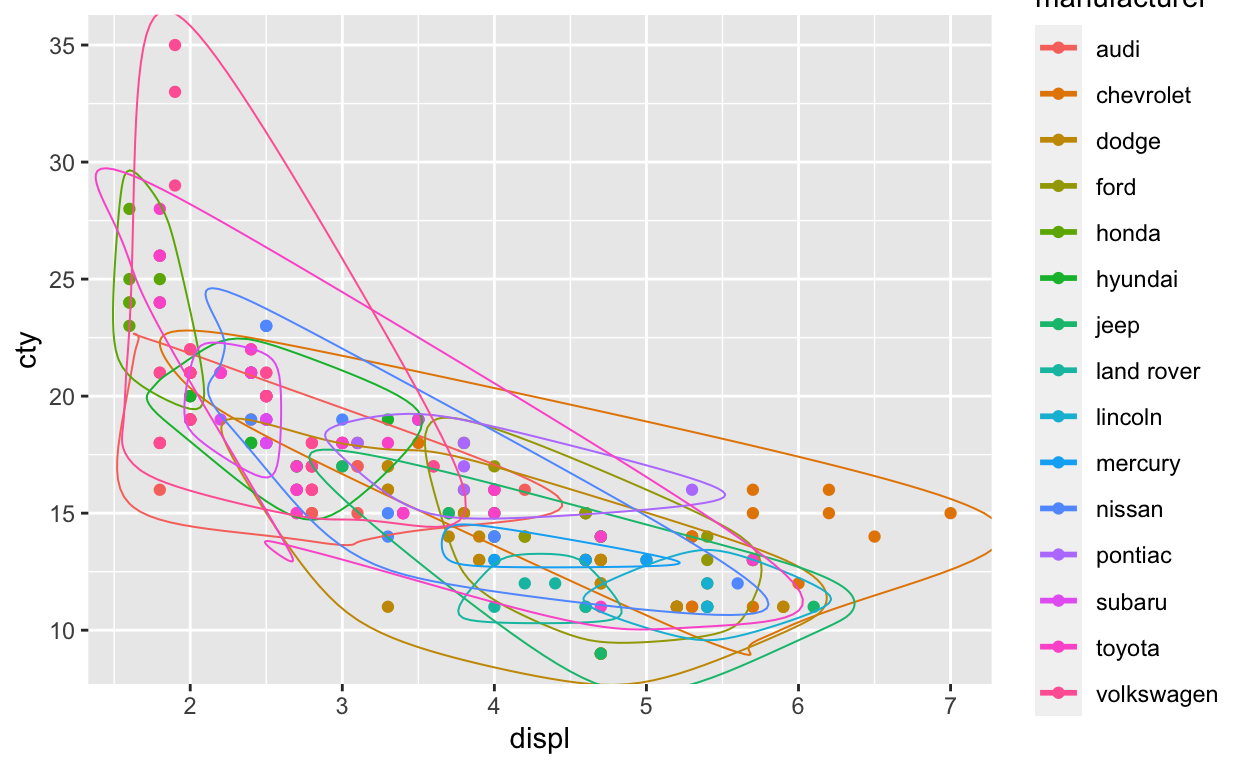 manufacturer
audi
chevrolet
dodge
ford
honda
hyundai
jeep
land rover
lincoln
mercury
nissan
pontiac
subaru
toyota
volkswagen
35
30
25
20
15
10
cty
2 3 4 5 6 7
displ